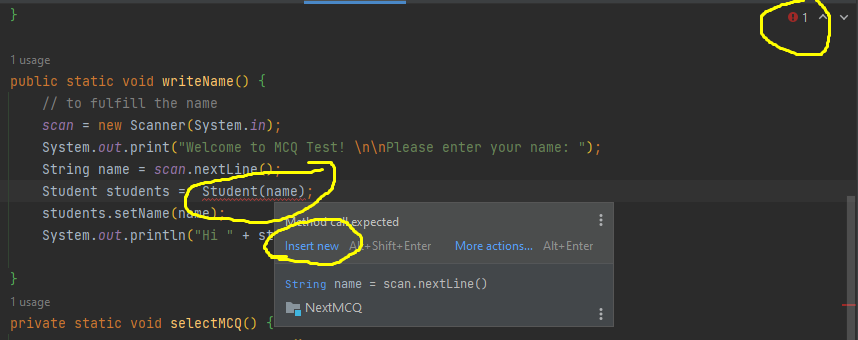 }
1
1 usage
public static void writeName() {
// to fulfill the name
scan = new Scanner(System.in);
System.out.print("Welcome to MCQ Test! \n\nPlease enter your name: ");
String name = scan.nextLine();
Student students = Student(name);
students.setName(name);
Method call expected
System.out.println("Hi " + st
Insert new Alt+Shift+Enter More actions... Alt+Enter
String name = scan.nextLine()
NextMCQ
}
1 usage
private static void selectMCQ() {